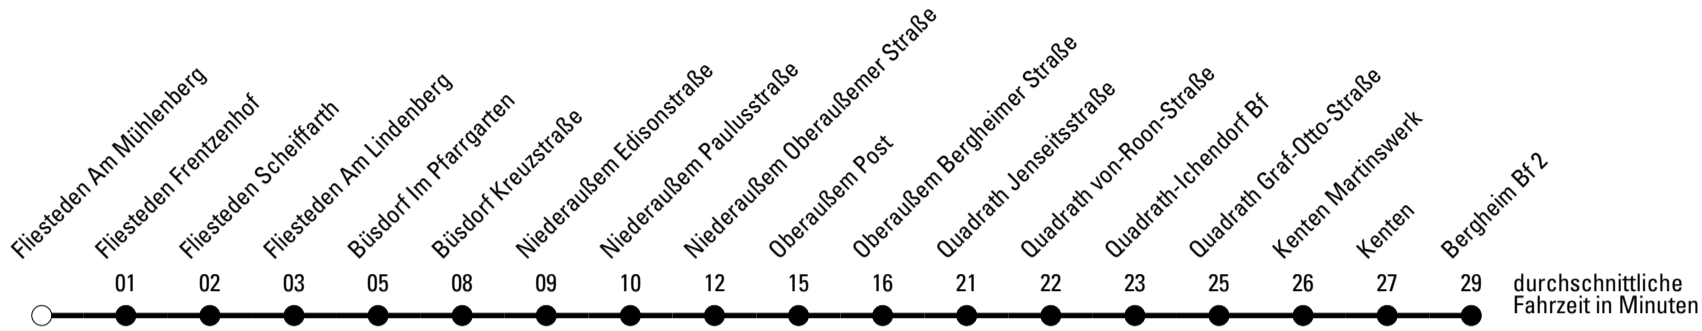 Fliesteden Am Mühlenberg
Fliesteden Frentzenhof
Fliesteden Scheiffarth
Fliesteden Am Lindenberg
Büsdorf Im Pfarrgarten
Büsdorf Kreuzstraße
Niederaußem Edisonstraße
Niederaußem Paulusstraße
Niederaußem Oberaußemer Straße
Oberaußem Post
Oberaußem Bergheimer Straße
Quadrath Jenseitsstraße
Quadrath von-Roon-Straße
Quadrath-Ichendorf Bf
Quadrath Graf-Otto-Straße
Kenten Martinswerk
Kenten
Bergheim Bf 2
01 02 03 05 08 09 10 12 15 16 21 22 23 25 26 27 29
durchschnittliche
Fahrzeit in Minuten